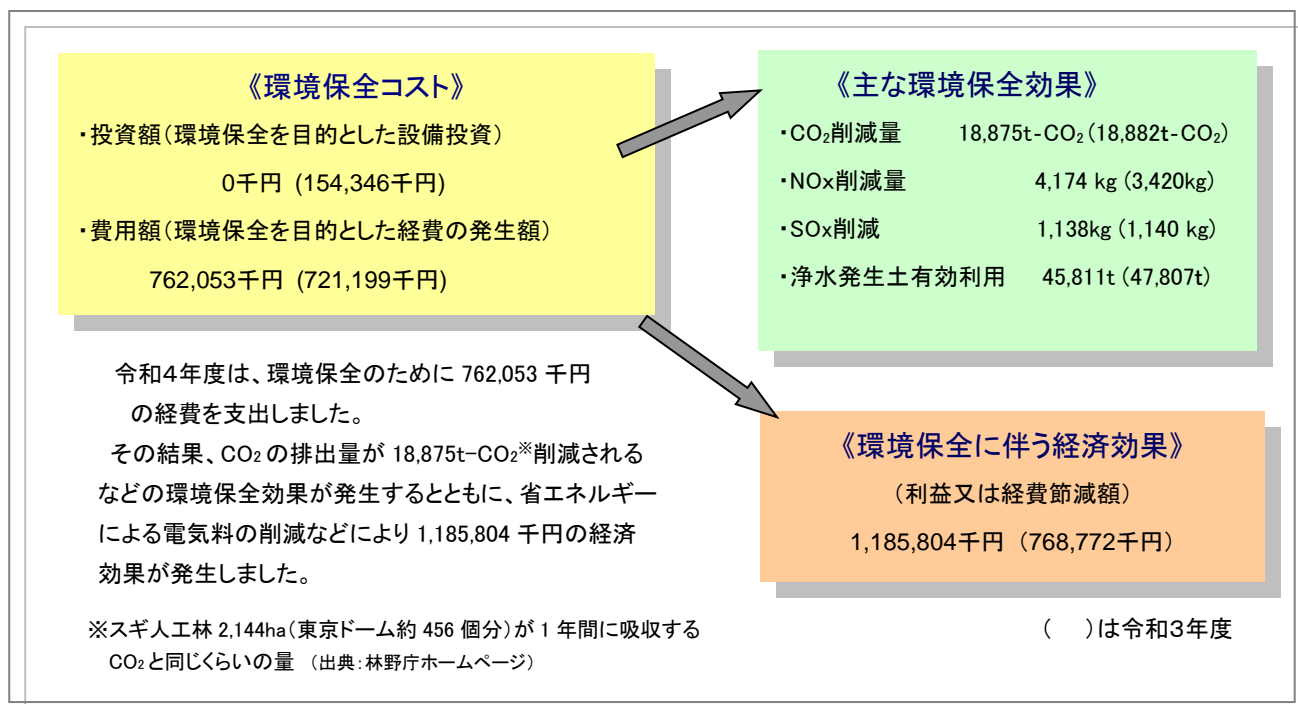 《環境保全コスト》
・投資額(環境保全を目的とした設備投資)
0千円 (154,346千円)
・費用額(環境保全を目的とした経費の発生額)
762,053千円 (721,199千円)
《主な環境保全効果》
・CO₂削減量 18,875t-CO₂(18,882t-CO₂)
・NOx削減量 4,174 kg (3,420kg)
・SOx削減 1,138kg (1,140 kg)
・浄水発生土有効利用 45,811t (47,807t)
令和4年度は、環境保全のために 762,053 千円
の経費を支出しました。
その結果、CO₂の排出量が 18,875t-CO₂※削減される
などの環境保全効果が発生するとともに、省エネルギー
による電気料の削減などにより 1,185,804 千円の経済
効果が発生しました。
《環境保全に伴う経済効果》
(利益又は経費節減額)
1,185,804千円 (768,772千円)
※スギ人工林 2,144ha(東京ドーム約 456 個分)が 1 年間に吸収する
CO₂と同じくらいの量 (出典:林野庁ホームページ)
( )は令和3年度